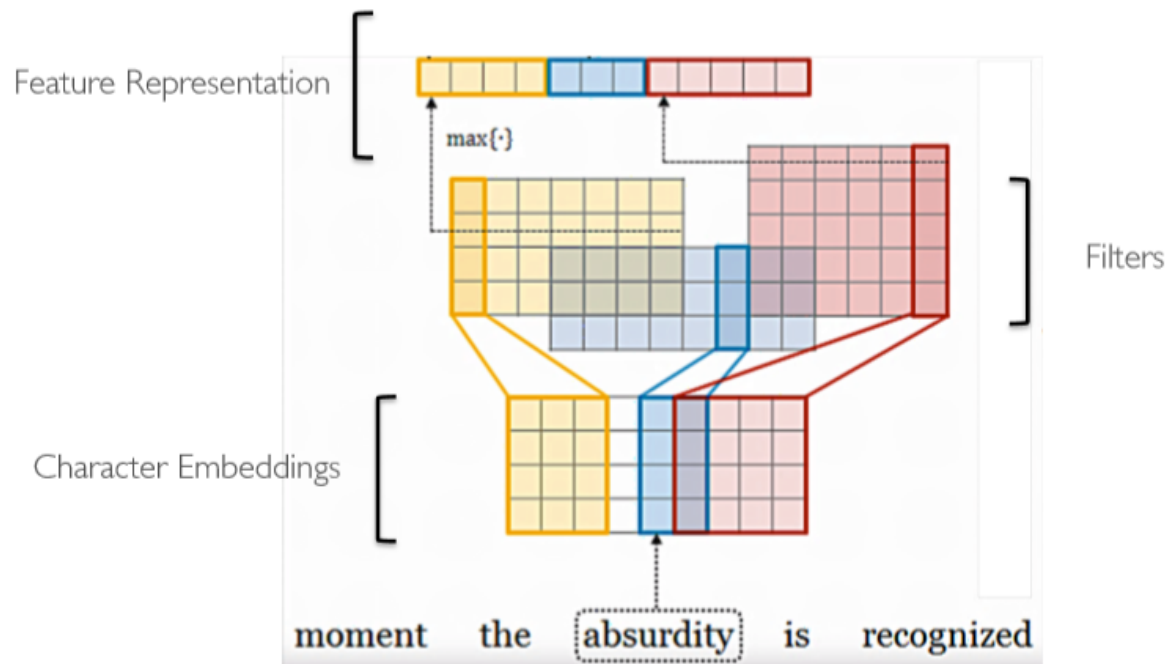 Feature Representation
max{·}
Filters
Character Embeddings
moment the absurdity is recognized